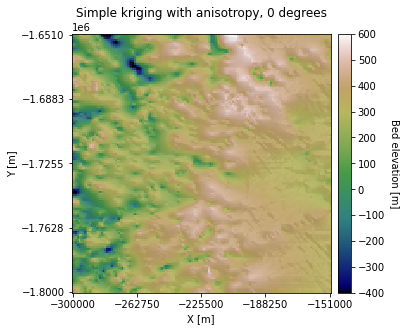 Simple kriging with anisotropy, 0 degrees
1e6
−1.6510
−1.6883
−1.7255
−1.7628
−1.8000
Y [m]
−300000 −262750 −225500 −188250 −151000
X [m]
600
500
400
300
200
100
0
−100
−200
−300
−400
Bed elevation [m]